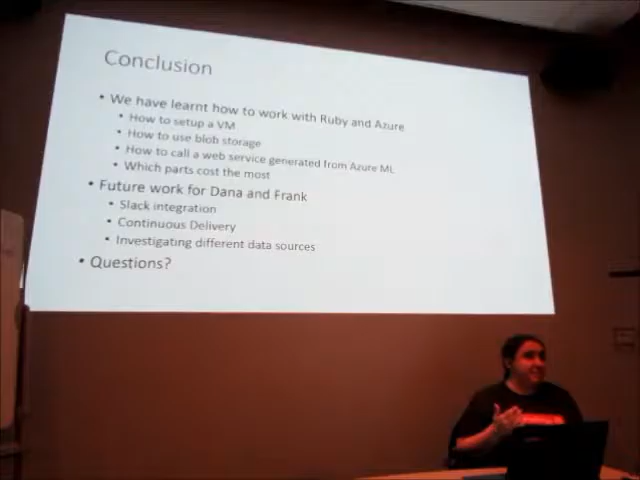 Conclusion
• We have learnt how to work with Ruby and Azure
• How to setup a VM
• How to use blob storage
• How to call a web service generated from Azure ML
• Which parts cost the most
• Future work for Dana and Frank
• Slack integration
• Continuous Delivery
• Investigating different data sources
• Questions?